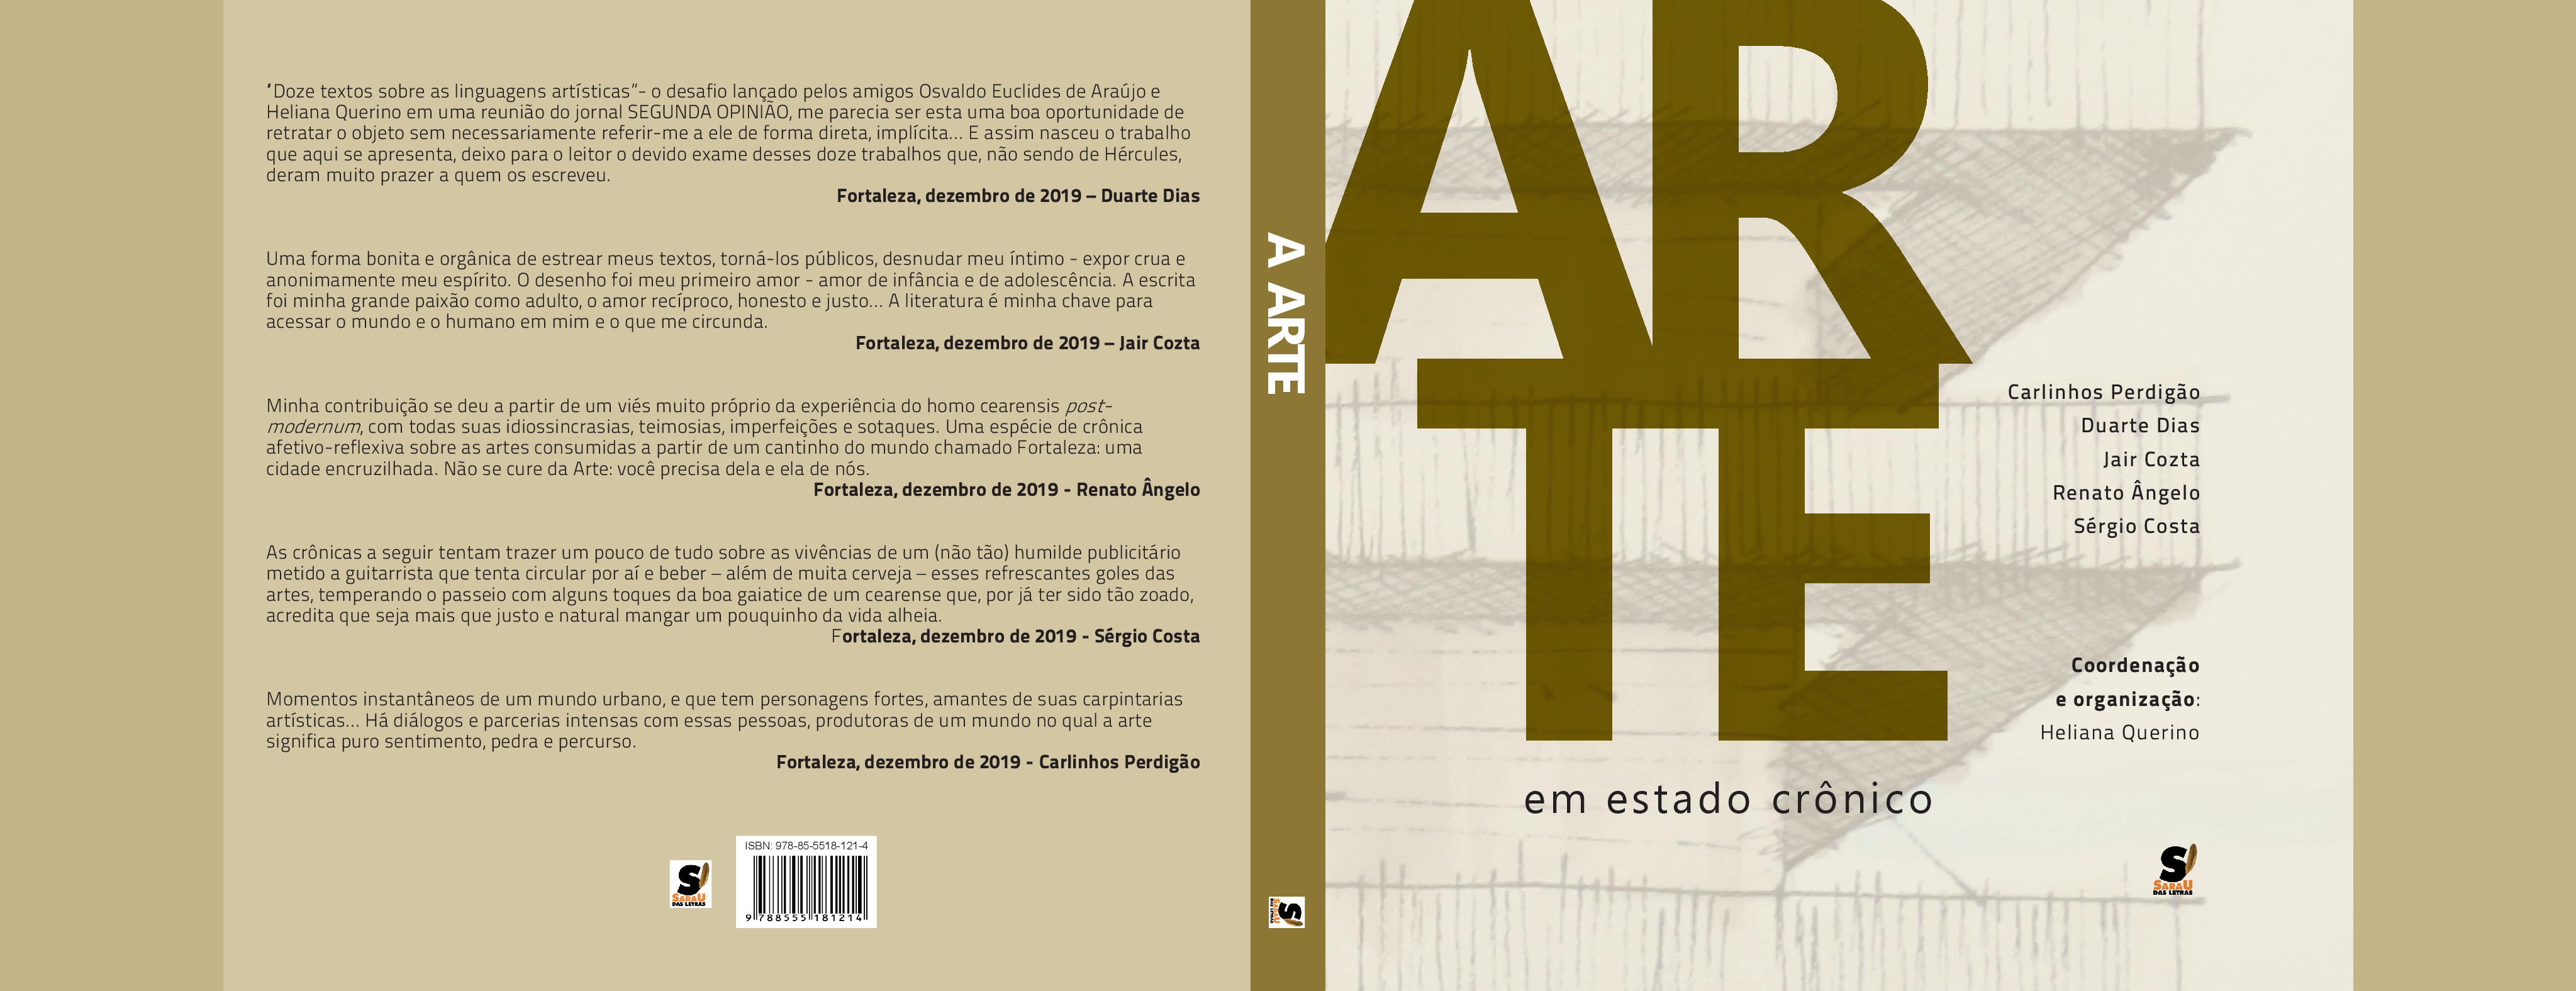 “Doze textos sobre as linguagens artísticas”- o desafio lançado pelos amigos Osvaldo Euclides de Araújo e
Heliana Querino em uma reunião do jornal SEGUNDA OPINIÃO, me parecia ser esta uma boa oportunidade de
retratar o objeto sem necessariamente referir-me a ele de forma direta, implícita... E assim nasceu o trabalho
que aqui se apresenta, deixo para o leitor o devido exame desses doze trabalhos que, não sendo de Hércules,
deram muito prazer a quem os escreveu.
Fortaleza, dezembro de 2019 – Duarte Dias
Uma forma bonita e orgânica de estrear meus textos, torná-los públicos, desnudar meu íntimo - expor crua e
anonimamente meu espírito. O desenho foi meu primeiro amor - amor de infância e de adolescência. A escrita
foi minha grande paixão como adulto, o amor recíproco, honesto e justo... A literatura é minha chave para
acessar o mundo e o humano em mim e o que me circunda.
Fortaleza, dezembro de 2019 – Jair Cozta
Minha contribuição se deu a partir de um viés muito próprio da experiência do homo cearensis post-
modernum, com todas suas idiossincrasias, teimosias, imperfeições e sotaques. Uma espécie de crônica
afetivo-reflexiva sobre as artes consumidas a partir de um cantinho do mundo chamado Fortaleza: uma
cidade encruzilhada. Não se cure da Arte: você precisa dela e ela de nós.
Fortaleza, dezembro de 2019 - Renato Ângelo
As crônicas a seguir tentam trazer um pouco de tudo sobre as vivências de um (não tão) humilde publicitário
metido a guitarrista que tenta circular por aí e beber – além de muita cerveja – esses refrescantes goles das
artes, temperando o passeio com alguns toques da boa gaiatice de um cearense que, por já ter sido tão zoado,
acredita que seja mais que justo e natural mangar um pouquinho da vida alheia.
Fortaleza, dezembro de 2019 - Sérgio Costa
Momentos instantâneos de um mundo urbano, e que tem personagens fortes, amantes de suas carpintarias
artísticas... Há diálogos e parcerias intensas com essas pessoas, produtoras de um mundo no qual a arte
significa puro sentimento, pedra e percurso.
Fortaleza, dezembro de 2019 - Carlinhos Perdigão
S
SARAU
DAS LETRAS
ISBN: 978-85-5518-121-4
9 788555 181214
A ARTE
S
SARAU
DAS LETRAS
AR
TE
em estado crônico
Carlinhos Perdigão
Duarte Dias
Jair Cozta
Renato Ângelo
Sérgio Costa
Coordenação
e organização:
Heliana Querino
S
SARAU
DAS LETRAS